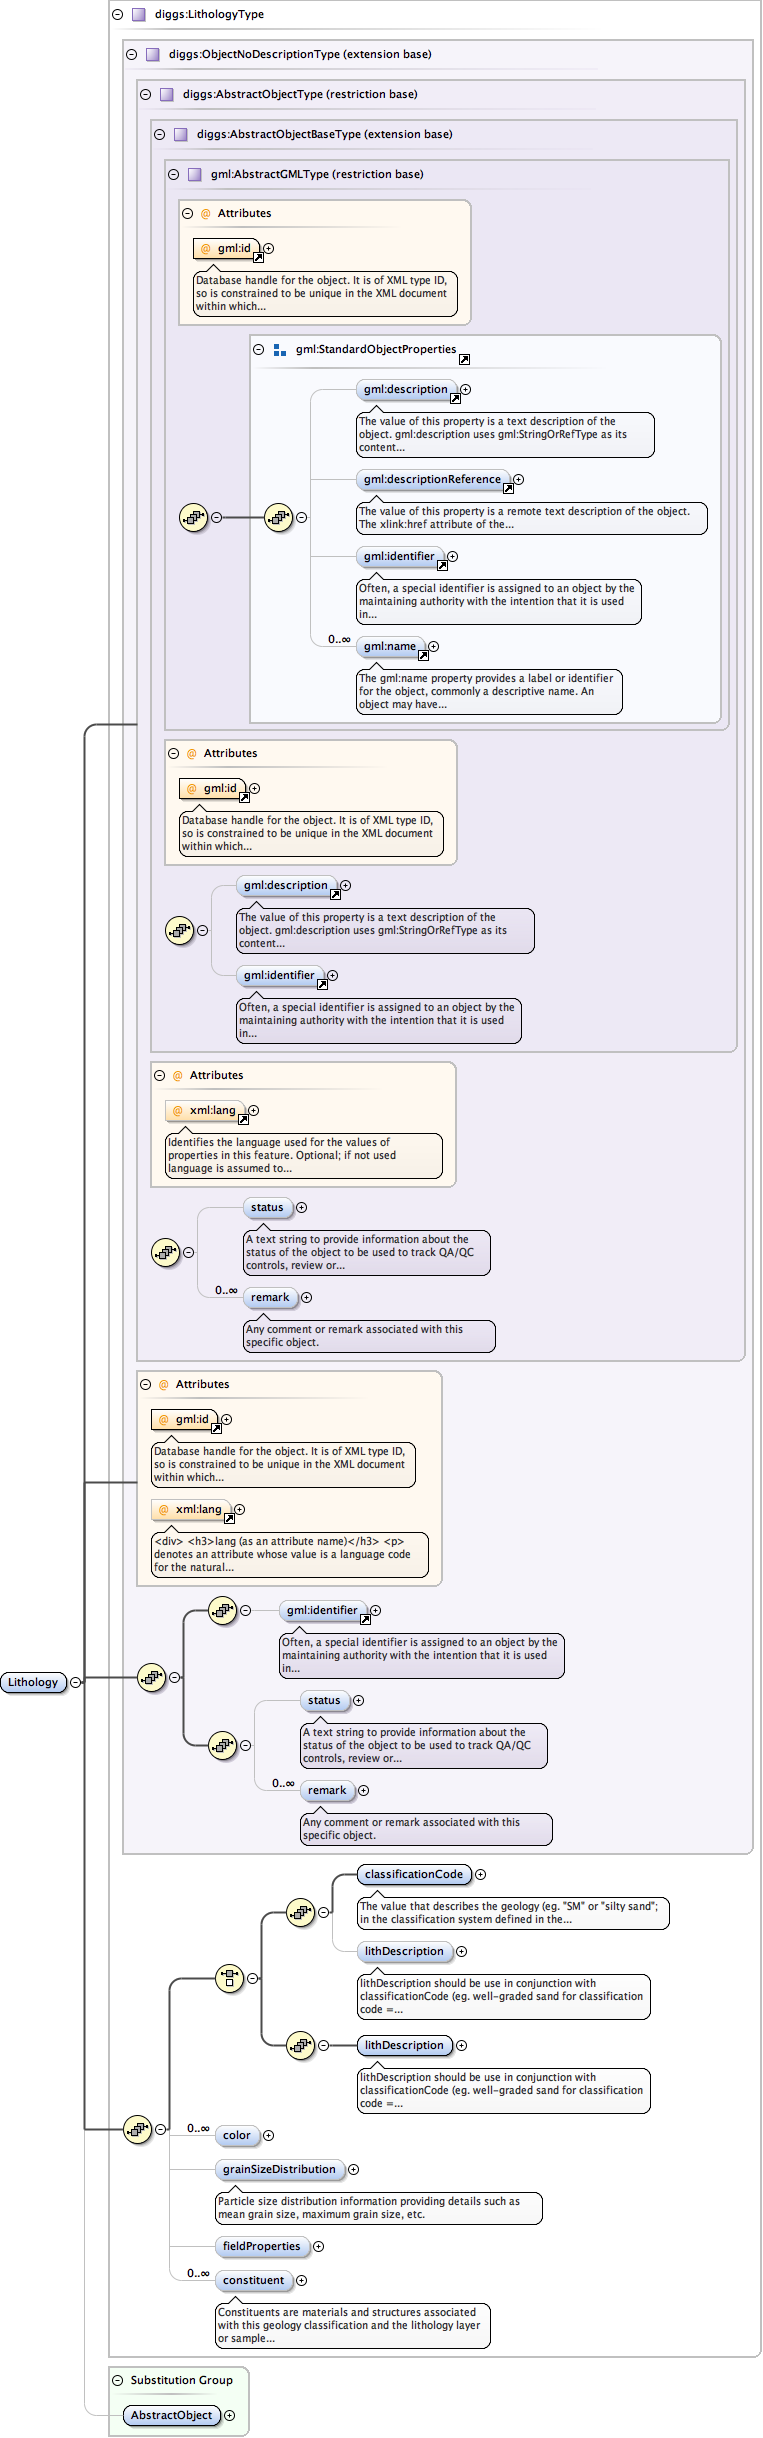 diggs:LithologyType
diggs:ObjectNoDescriptionType (extension base)
diggs:AbstractObjectType (restriction base)
diggs:AbstractObjectBaseType (extension base)
gml:AbstractGMLType (restriction base)
@ Attributes
@ gml:id
Database handle for the object. It is of XML type ID,
so is constrained to be unique in the XML document
within which...
gml:StandardObjectProperties
gml:description
The value of this property is a text description of the
object. gml:description uses gml:StringOrRefType as its
content...
gml:descriptionReference
The value of this property is a remote text description of the object.
The xlink:href attribute of the...
gml:identifier
Often, a special identifier is assigned to an object by the
maintaining authority with the intention that it is used
in...
0..∞
gml:name
The gml:name property provides a label or identifier
for the object, commonly a descriptive name. An
object may have...
@ Attributes
@ gml:id
Database handle for the object. It is of XML type ID,
so is constrained to be unique in the XML document
within which...
gml:description
The value of this property is a text description of the
object. gml:description uses gml:StringOrRefType as its
content...
gml:identifier
Often, a special identifier is assigned to an object by the
maintaining authority with the intention that it is used
in...
@ Attributes
@ xml:lang
Identifies the language used for the values of
properties in this feature. Optional; if not used
language is assumed to...
status
A text string to provide information about the
status of the object to be used to track QA/QC
controls, review or...
0..∞
remark
Any comment or remark associated with this
specific object.
@ Attributes
@ gml:id
Database handle for the object. It is of XML type ID,
so is constrained to be unique in the XML document
within which...
@ xml:lang
<div> <h3>lang (as an attribute name)</h3> <p>
denotes an attribute whose value is a language code
for the natural...
gml:identifier
Often, a special identifier is assigned to an object by the
maintaining authority with the intention that it is used
in...
Lithology
status
A text string to provide information about the
status of the object to be used to track QA/QC
controls, review or...
0..∞
remark
Any comment or remark associated with this
specific object.
classificationCode
The value that describes the geology (eg. "SM" or "silty sand";
in the classification system defined in the...
lithDescription
lithDescription should be use in conjunction with
classificationCode (eg. well-graded sand for classification
code =...
lithDescription
lithDescription should be use in conjunction with
classificationCode (eg. well-graded sand for classification
code =...
0..∞
color
grainSizeDistribution
Particle size distribution information providing details such as
mean grain size, maximum grain size, etc.
fieldProperties
0..∞
constituent
Constituents are materials and structures associated
with this geology classification and the lithology layer
or sample...
Substitution Group
AbstractObject